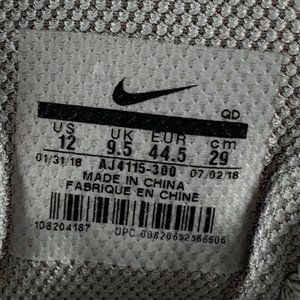 QD
US UK EUR cm
12 9.5 44.5 29
01/31/18 AJ4115-300 07/02/18
MADE IN CHINA
FABRIQUE EN CHINE
108204187
UPC 00820652566606